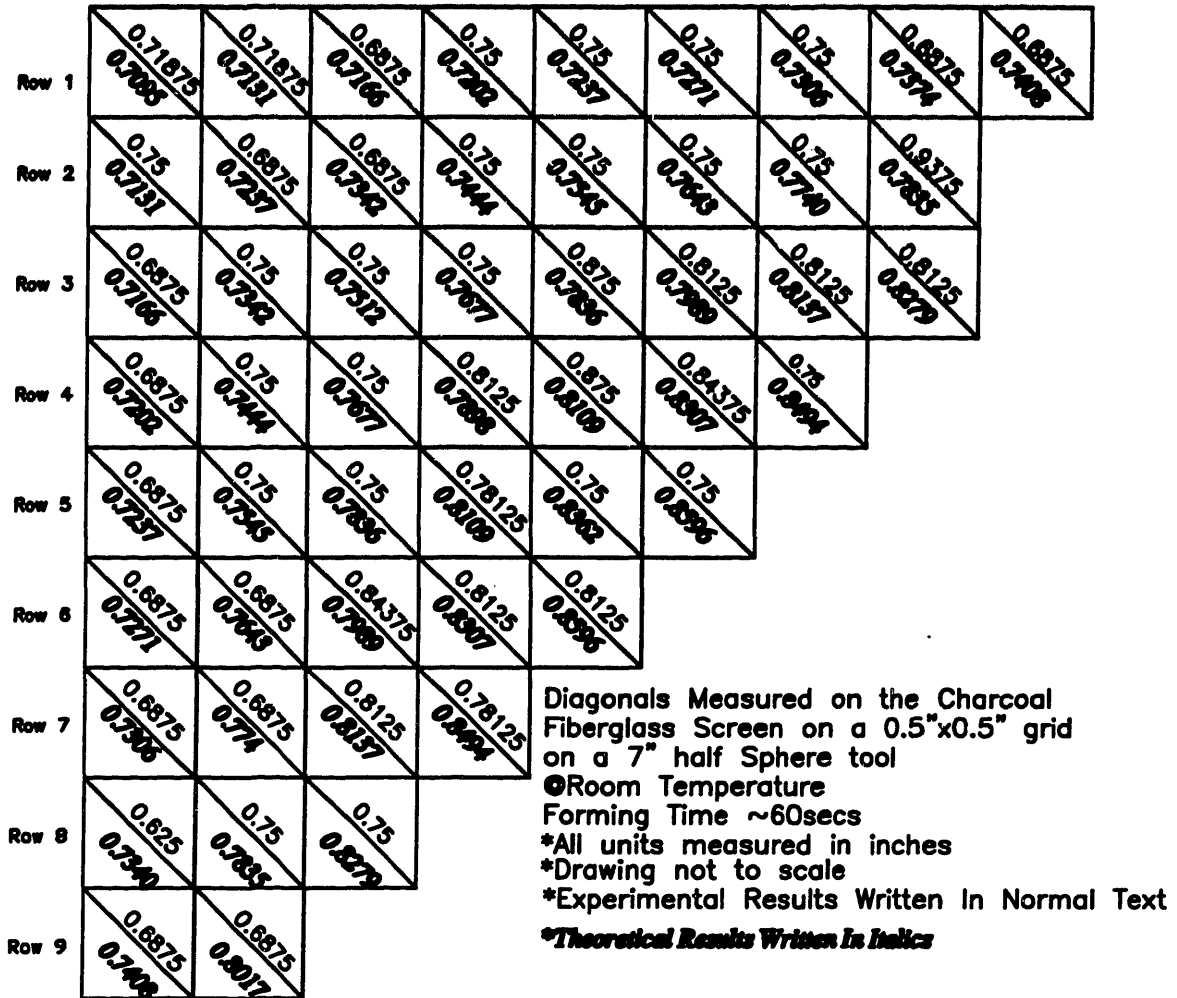 Row 1 0.71875 0.71875 0.6875 0.75 0.75 0.75 0.75 0.6875 0.6875
0.7095 0.7131 0.7166 0.7202 0.7237 0.7271 0.7306 0.7374 0.7408
Row 2 0.75 0.6875 0.6875 0.75 0.75 0.75 0.75 0.9375
0.7131 0.7237 0.7342 0.7444 0.7545 0.7643 0.7740 0.7835
Row 3 0.6875 0.75 0.75 0.75 0.875 0.8125 0.8125 0.8125
0.7166 0.7342 0.7512 0.7677 0.7836 0.7989 0.8137 0.8279
Row 4 0.6875 0.75 0.75 0.8125 0.875 0.84375 0.75
0.7202 0.7444 0.7677 0.7898 0.8109 0.8307 0.8494
Row 5 0.6875 0.75 0.75 0.78125 0.75 0.75
0.7237 0.7545 0.7836 0.8109 0.8362 0.8596
Row 6 0.6875 0.6875 0.84375 0.8125 0.8125
0.7271 0.7643 0.7989 0.8307 0.8596
Row 7 0.6875 0.6875 0.8125 0.78125
0.7306 0.774 0.8137 0.8494
Row 8 0.625 0.75 0.75
0.7340 0.7835 0.8279
Row 9 0.6875 0.6875
0.7408 0.8017
Diagonals Measured on the Charcoal
Fiberglass Screen on a 0.5"x0.5" grid
on a 7" half Sphere tool
@Room Temperature
Forming Time ~60secs
*All units measured in inches
*Drawing not to scale
*Experimental Results Written In Normal Text
*Theoretical Results Written In Italics